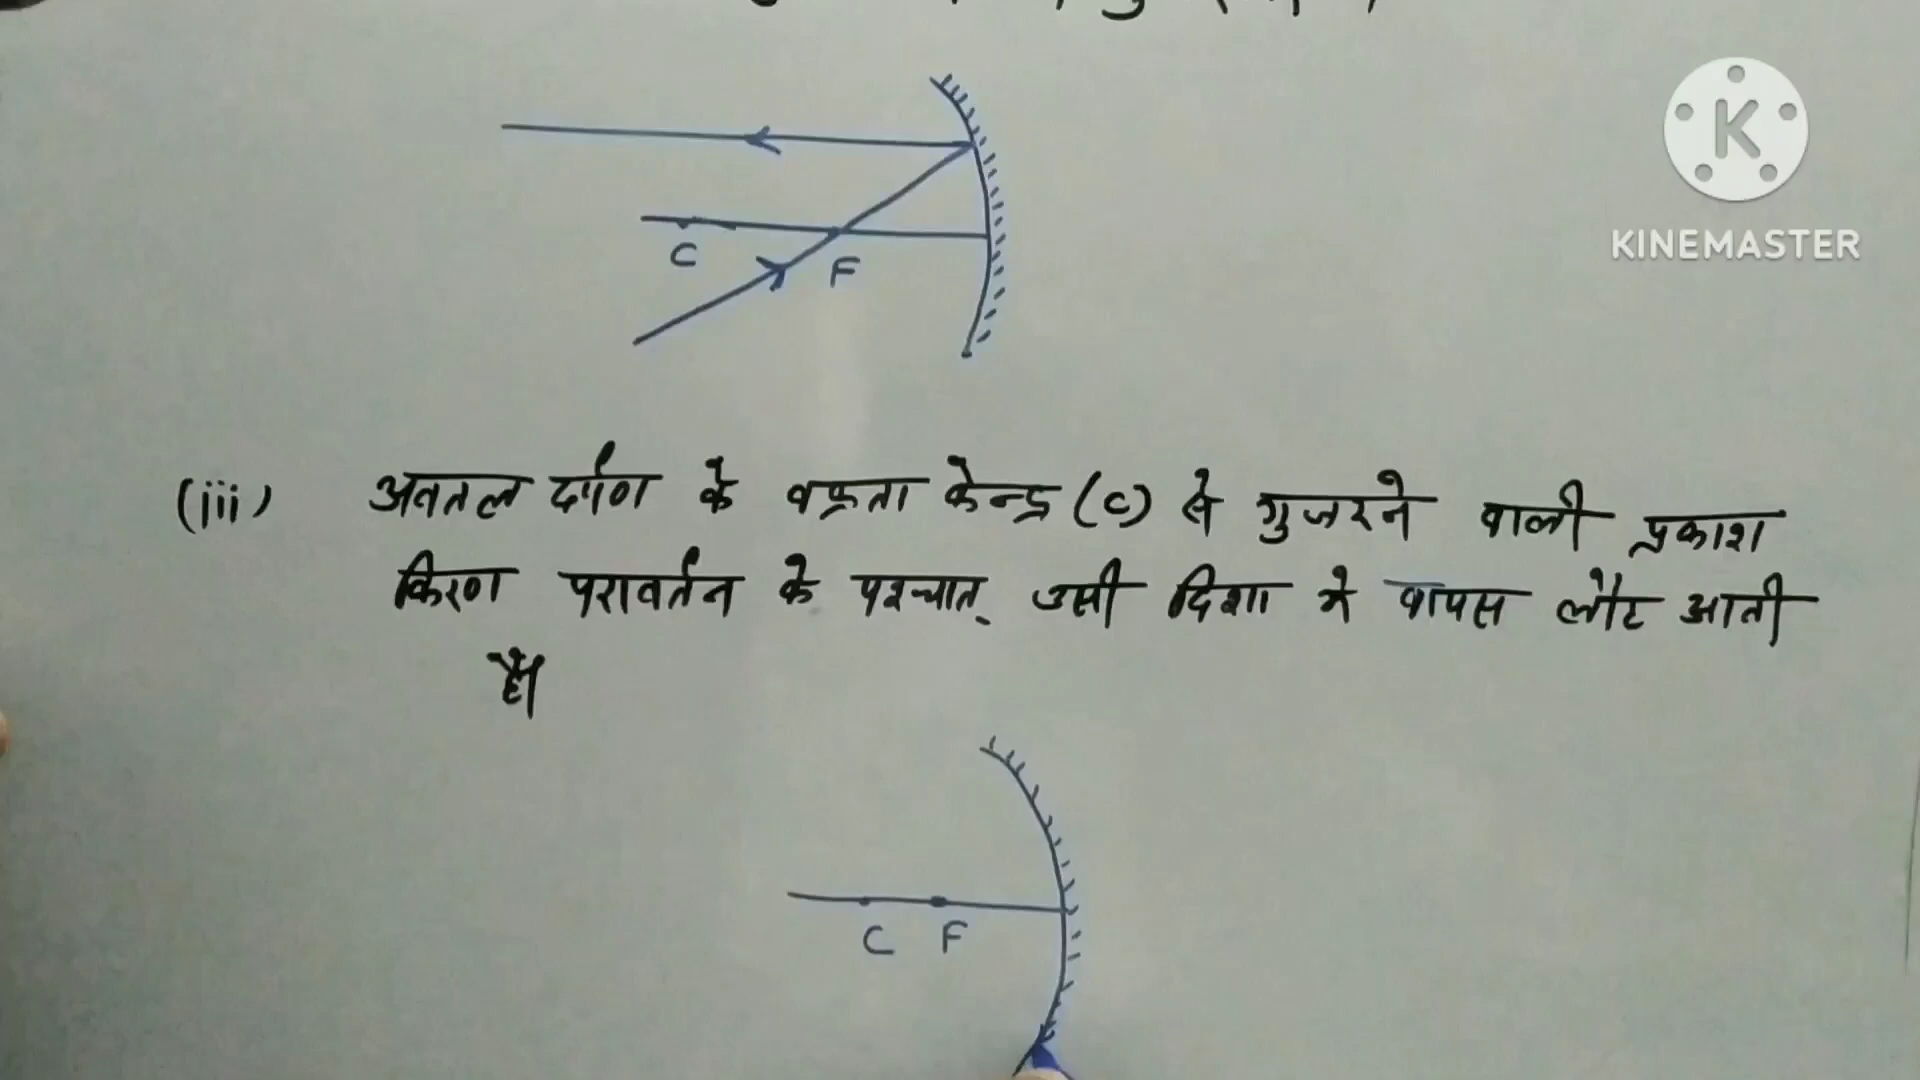 K
KINEMASTER
C
F
(iii) अवतल दर्पण के वक्रता केन्द्र (C) से गुजरने वाली प्रकाश
किरण परावर्तन के पश्चात् उसी दिशा में वापस लौट आती
है।
C F